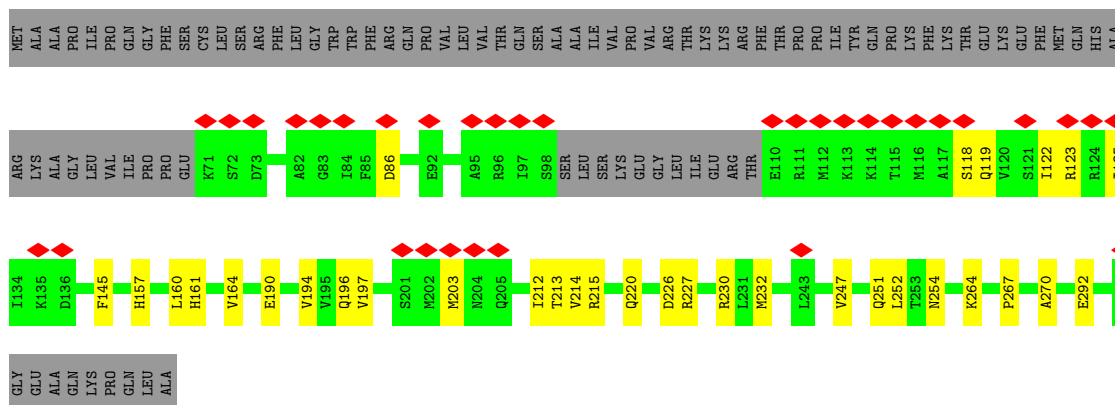 MET ALA ALA PRO ILE PRO GLN GLY PHE SER CYS LEU SER ARG PHE LEU GLY TRP TRP PHE ARG GLN PRO VAL LEU VAL THR GLN SER ALA ALA ILE VAL PRO VAL ARG THR LYS LYS ARG PHE THR PRO PRO ILE TYR GLN PRO LYS PHE LYS THR GLU LYS GLU PHE MET GLN HIS ALA
ARG LYS ALA GLY LEU VAL ILE PRO PRO GLU K71 S72 D73 A82 G83 I84 F85 D86 E92 A95 R96 I97 S98 SER LEU SER LYS GLU GLY LEU ILE GLU ARG THR E110 R111 M112 K113 K114 T115 M116 A117 S118 Q119 V120 S121 I122 R123 R124
I134 K135 D136 F145 H157 L160 H161 V164 E190 V194 V195 Q196 V197 S201 M202 M203 N204 Q205 I212 T213 V214 R215 Q220 D226 R227 R230 L231 M232 L243 V247 Q251 L252 T253 N254 K264 P267 A270 E292
GLY GLU ALA GLN LYS PRO GLN LEU ALA